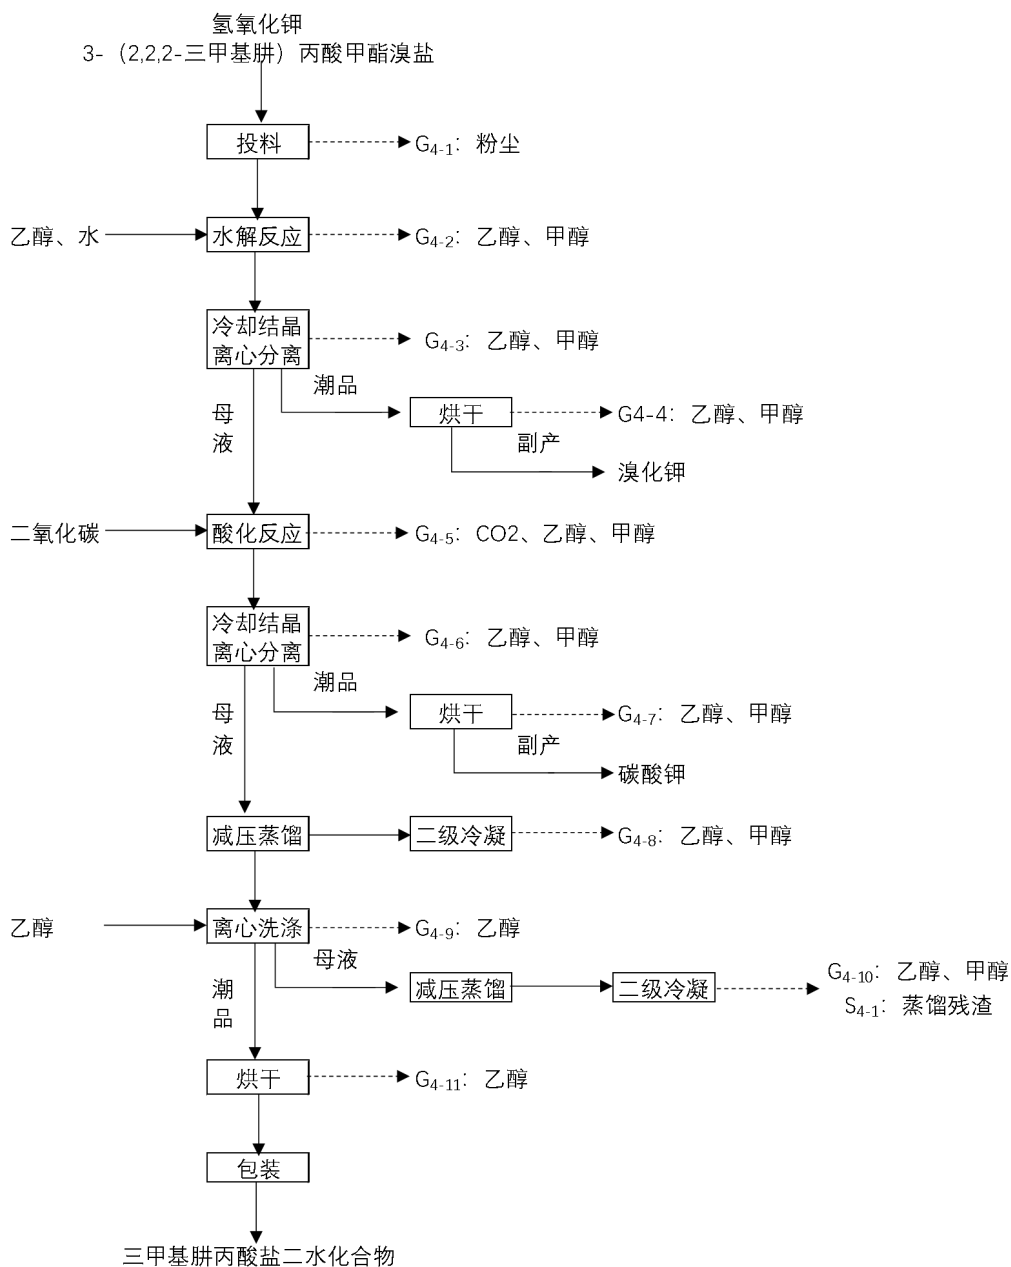 氢氧化钾
3-（2,2,2-三甲基肼）丙酸甲酯溴盐
投料
G4-1：粉尘
乙醇、水
水解反应
G4-2：乙醇、甲醇
冷却结晶
离心分离
G4-3：乙醇、甲醇
潮品
母
液
烘干
G4-4：乙醇、甲醇
副产
溴化钾
二氧化碳
酸化反应
G4-5：CO2、乙醇、甲醇
冷却结晶
离心分离
G4-6：乙醇、甲醇
潮品
母
液
烘干
G4-7：乙醇、甲醇
副产
碳酸钾
减压蒸馏
二级冷凝
G4-8：乙醇、甲醇
乙醇
离心洗涤
G4-9：乙醇
母液
潮
品
减压蒸馏
二级冷凝
G4-10：乙醇、甲醇
S4-1：蒸馏残渣
烘干
G4-11：乙醇
包装
三甲基肼丙酸盐二水化合物